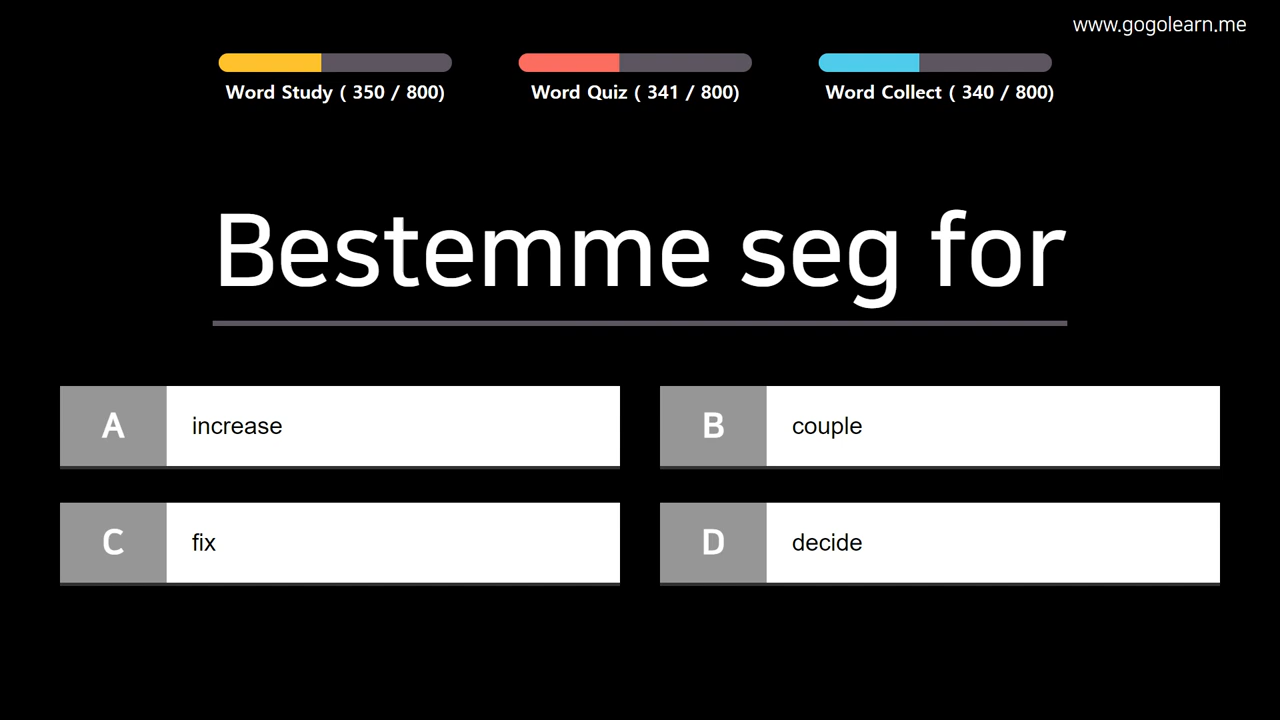 www.gogolearn.me
Word Study ( 350 / 800)
Word Quiz ( 341 / 800)
Word Collect ( 340 / 800)
Bestemme seg for
A increase
B couple
C fix
D decide